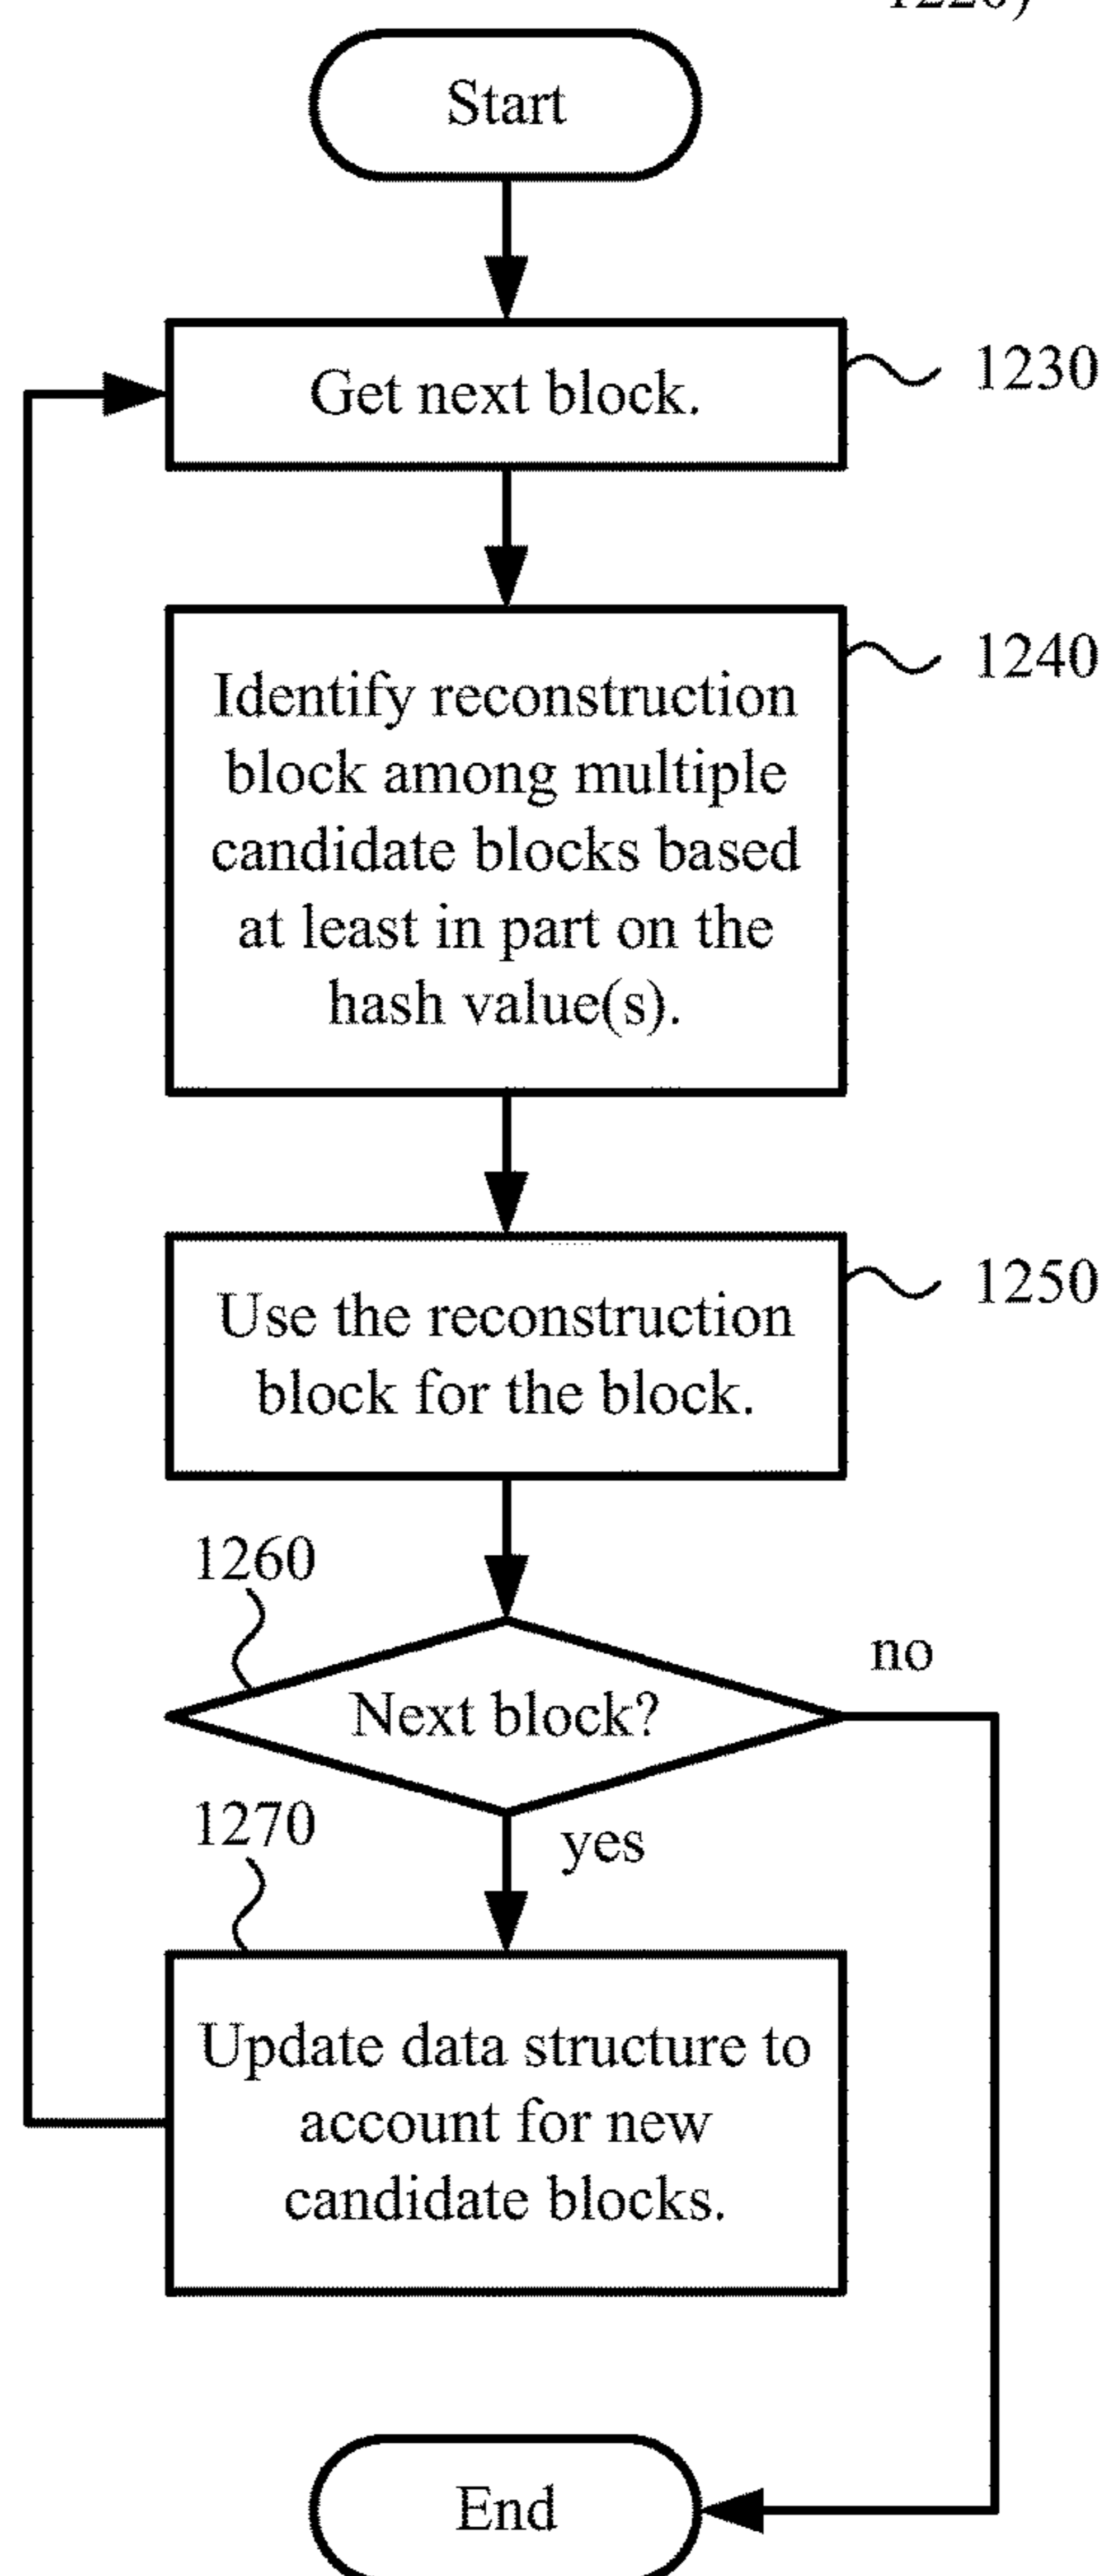 1220)
Start
Get next block.
1230
Identify reconstruction
block among multiple
candidate blocks based
at least in part on the
hash value(s).
1240
Use the reconstruction
block for the block.
1250
1260
Next block?
no
yes
1270
Update data structure to
account for new
candidate blocks.
End